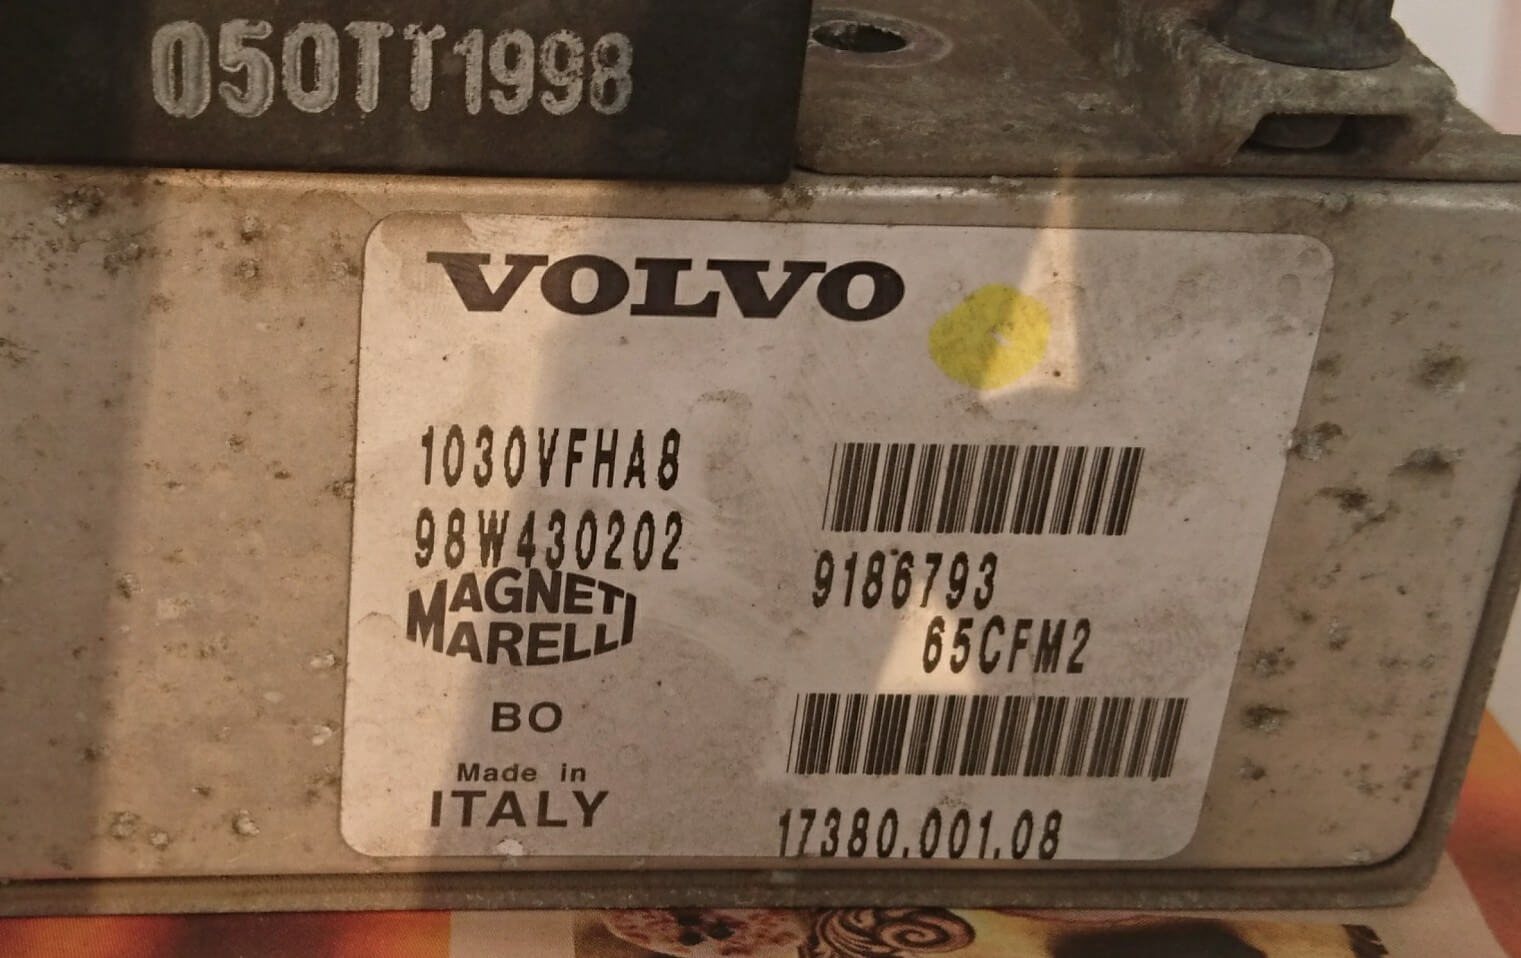 050TT1998
VOLVO
1030VFHA8
98W430202
MAGNETI
MARELLI
BO
Made in
ITALY
9186793
65CFM2
17380.001.08